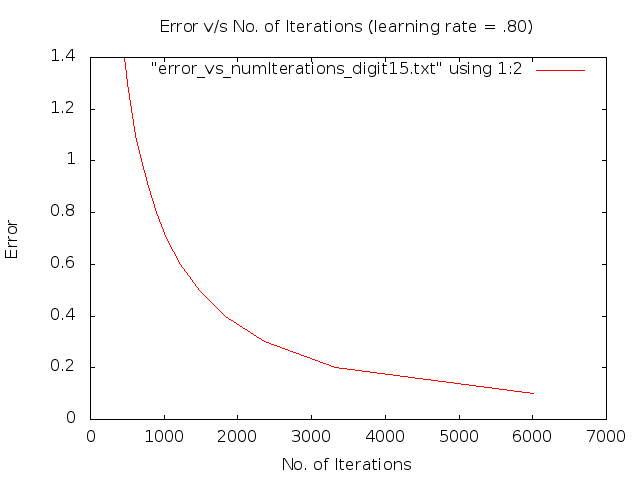 Error v/s No. of Iterations (learning rate = .80)
"error_vs_numIterations_digit15.txt" using 1:2
1.4
1.2
1
0.8
0.6
0.4
0.2
0
Error
0 1000 2000 3000 4000 5000 6000 7000
No. of Iterations